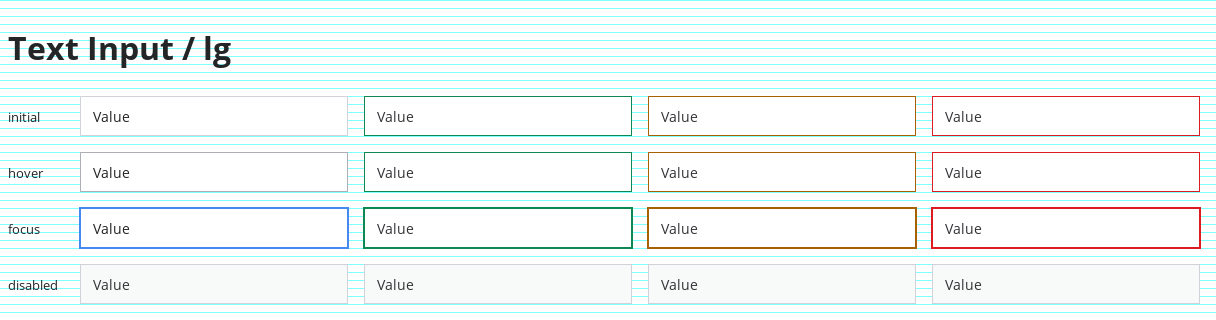 Text Input / lg
initial Value Value Value Value
hover Value Value Value Value
focus Value Value Value Value
disabled Value Value Value Value